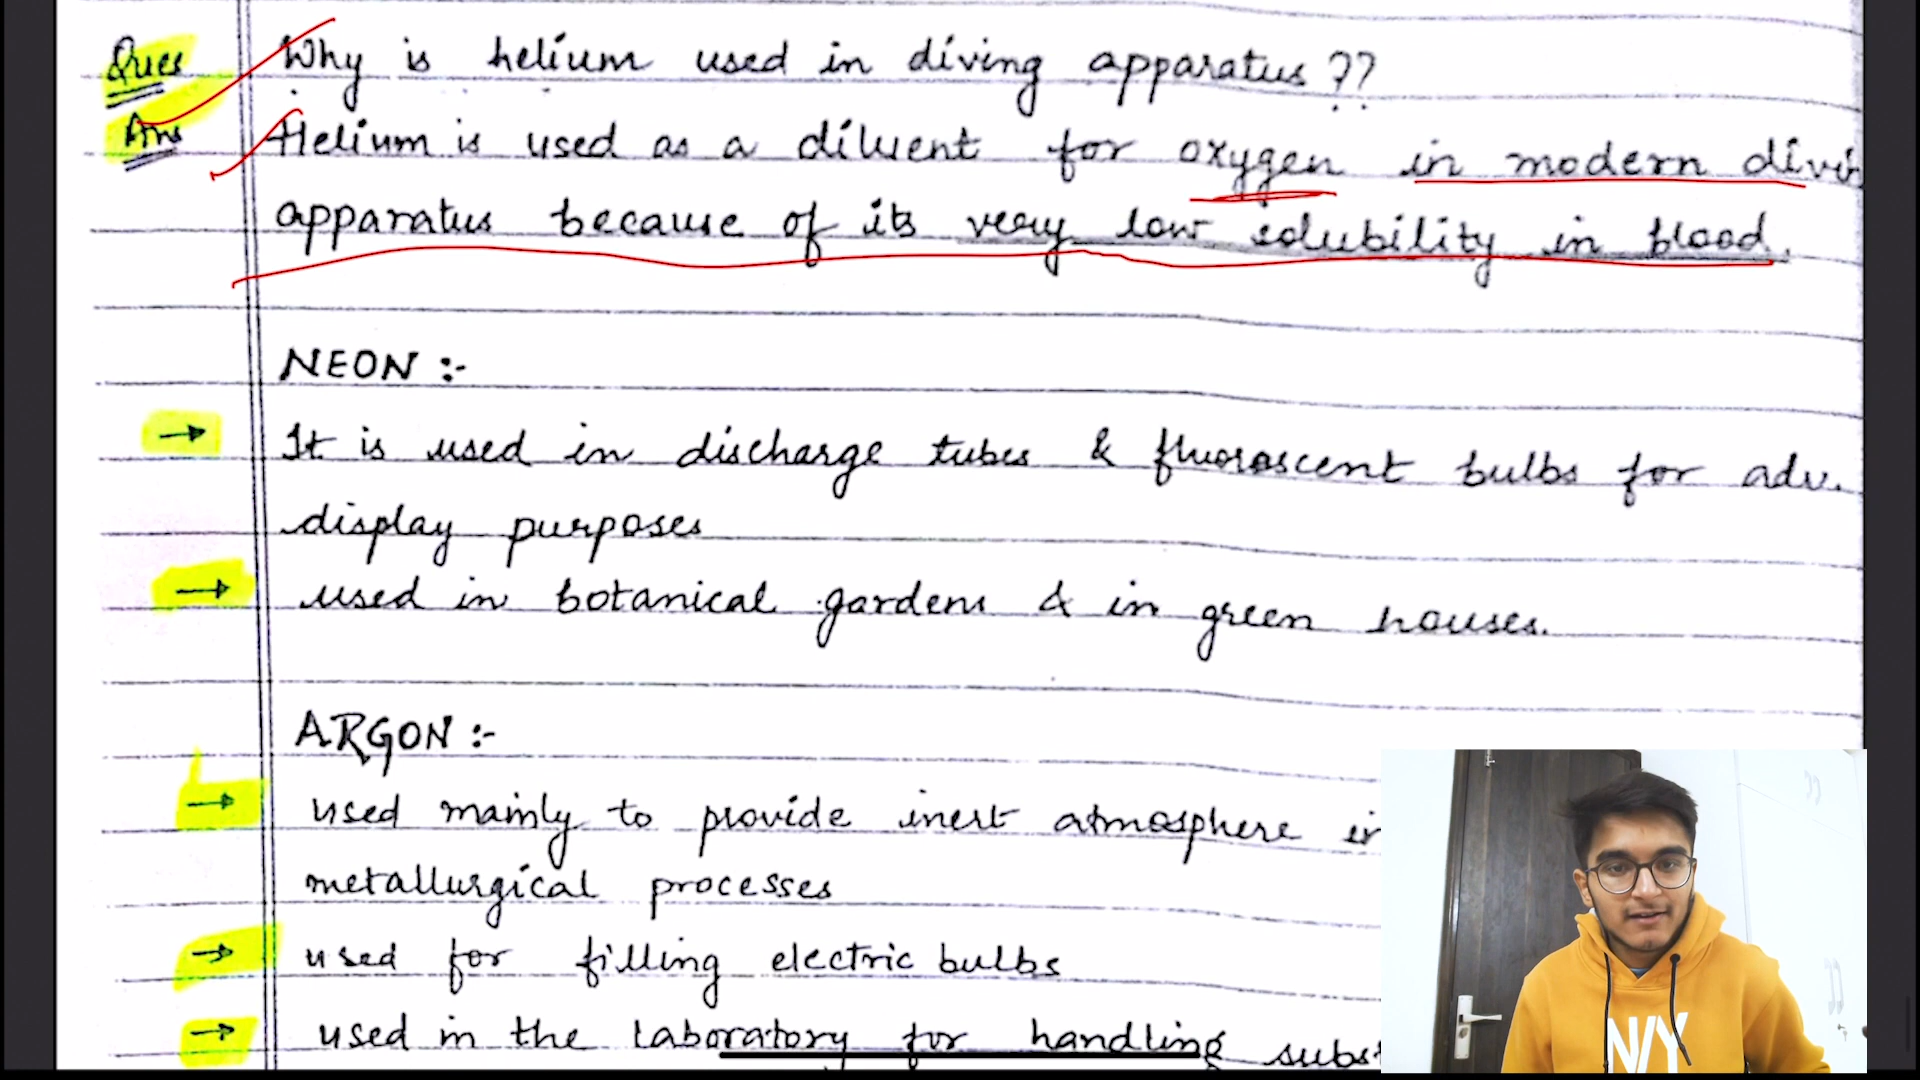 Ques Why is helium used in diving apparatus ??
Ans Helium is used as a diluent for oxygen in modern divin
apparatus because of its very low solubility in blood.
NEON :-
→ It is used in discharge tubes & fluorescent bulbs for adv.
display purposes
→ used in botanical gardens & in green houses.
ARGON :-
→ used mainly to provide inert atmosphere in
metallurgical processes
→ used for filling electric bulbs
→ used in the laboratory for handling subst
N/Y